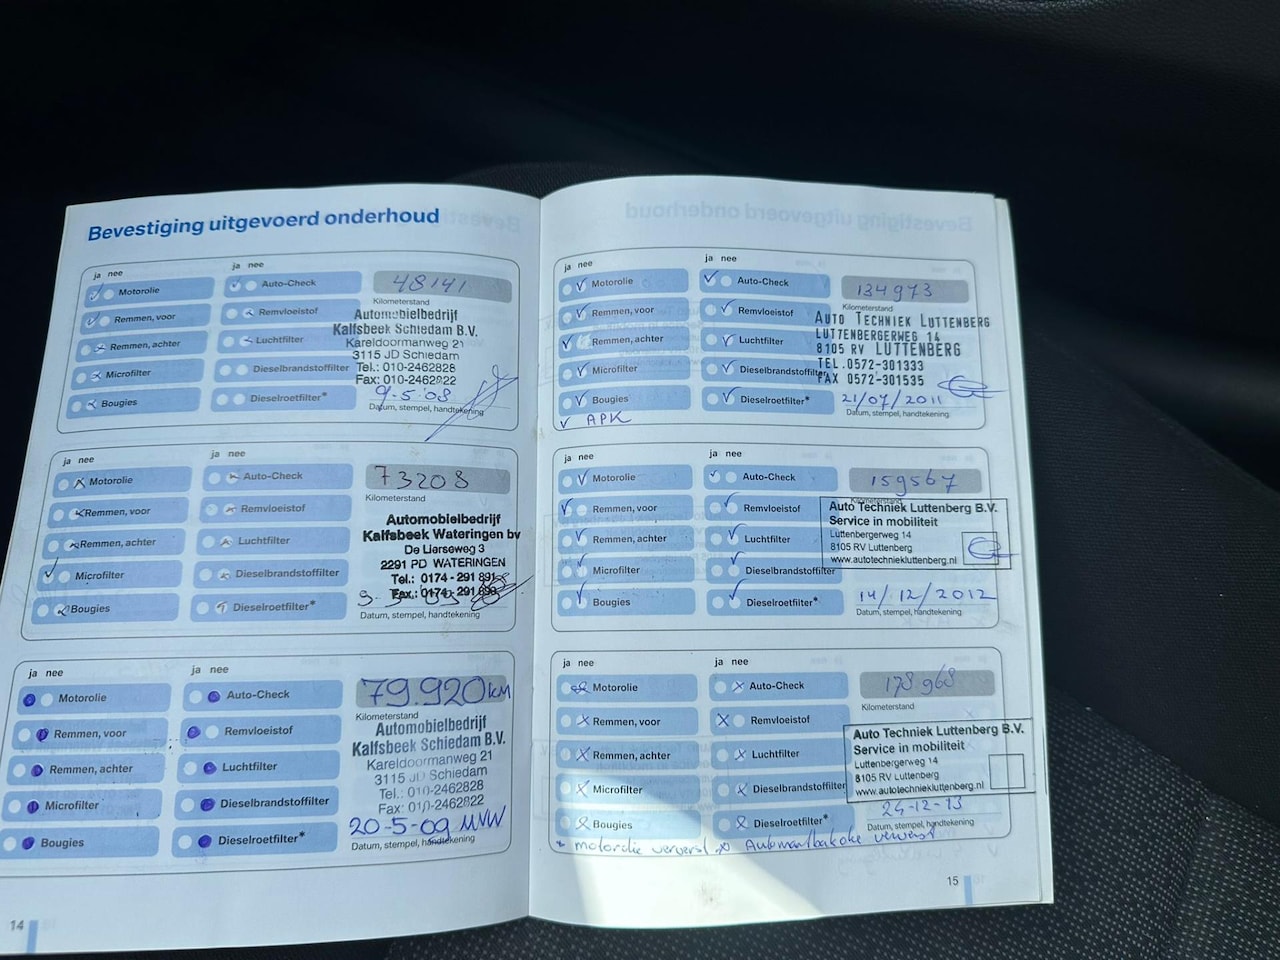 Bevestiging uitgevoerd onderhoud
ja nee
ja nee
Motorolie
Remmen, voor
Remmen, achter
Microfilter
Bougies
Auto-Check
Remvloeistof
Luchtfilter
Dieselbrandstoffilter
Dieselroetfilter*
48141
Kilometerstand
Automobielbedrijf
Kalfsbeek Schiedam B.V.
Kareldoormanweg 21
3115 JD Schiedam
Tel.: 010-2462828
Fax: 010-2462822
9-5-'08
Datum, stempel, handtekening
ja nee
ja nee
Motorolie
Remmen, voor
Remmen, achter
Microfilter
Bougies
Auto-Check
Remvloeistof
Luchtfilter
Dieselbrandstoffilter
Dieselroetfilter*
73208
Kilometerstand
Automobielbedrijf
Kalfsbeek Wateringen bv
De Lierseweg 3
2291 PD WATERINGEN
Tel.: 0174 - 291 891
Fax.: 0174 - 291
Datum, stempel, handtekening
ja nee
ja nee
Motorolie
Remmen, voor
Remmen, achter
Microfilter
Bougies
Auto-Check
Remvloeistof
Luchtfilter
Dieselbrandstoffilter
Dieselroetfilter*
79.920 km
Kilometerstand
Automobielbedrijf
Kalfsbeek Schiedam B.V.
Kareldoormanweg 21
3115 JD Schiedam
Tel.: 010-2462828
Fax: 010-2462822
20-5-09 MVW
Datum, stempel, handtekening
14
ja nee
ja nee
Motorolie
Remmen, voor
Remmen, achter
Microfilter
Bougies
APK
Auto-Check
Remvloeistof
Luchtfilter
Dieselbrandstoffilter
Dieselroetfilter*
134973
Kilometerstand
AUTO TECHNIEK LUTTENBERG
LUTTENBERGERWEG 14
8105 RV LUTTENBERG
TEL.0572-301333
FAX 0572-301535
21/07/2011
Datum, stempel, handtekening
ja nee
ja nee
Motorolie
Remmen, voor
Remmen, achter
Microfilter
Bougies
Auto-Check
Remvloeistof
Luchtfilter
Dieselbrandstoffilter
Dieselroetfilter*
159567
Kilometerstand
Auto Techniek Luttenberg B.V.
Service in mobiliteit
Luttenbergerweg 14
8105 RV Luttenberg
www.autotechniekluttenberg.nl
14/12/2012
Datum, stempel, handtekening
ja nee
ja nee
Motorolie
Remmen, voor
Remmen, achter
Microfilter
Bougies
Auto-Check
Remvloeistof
Luchtfilter
Dieselbrandstoffilter
Dieselroetfilter*
178968
Kilometerstand
Auto Techniek Luttenberg B.V.
Service in mobiliteit
Luttenbergerweg 14
8105 RV Luttenberg
www.autotechniekluttenberg.nl
24-12-13
Datum, stempel, handtekening
* motorolie ververst * ververst
15